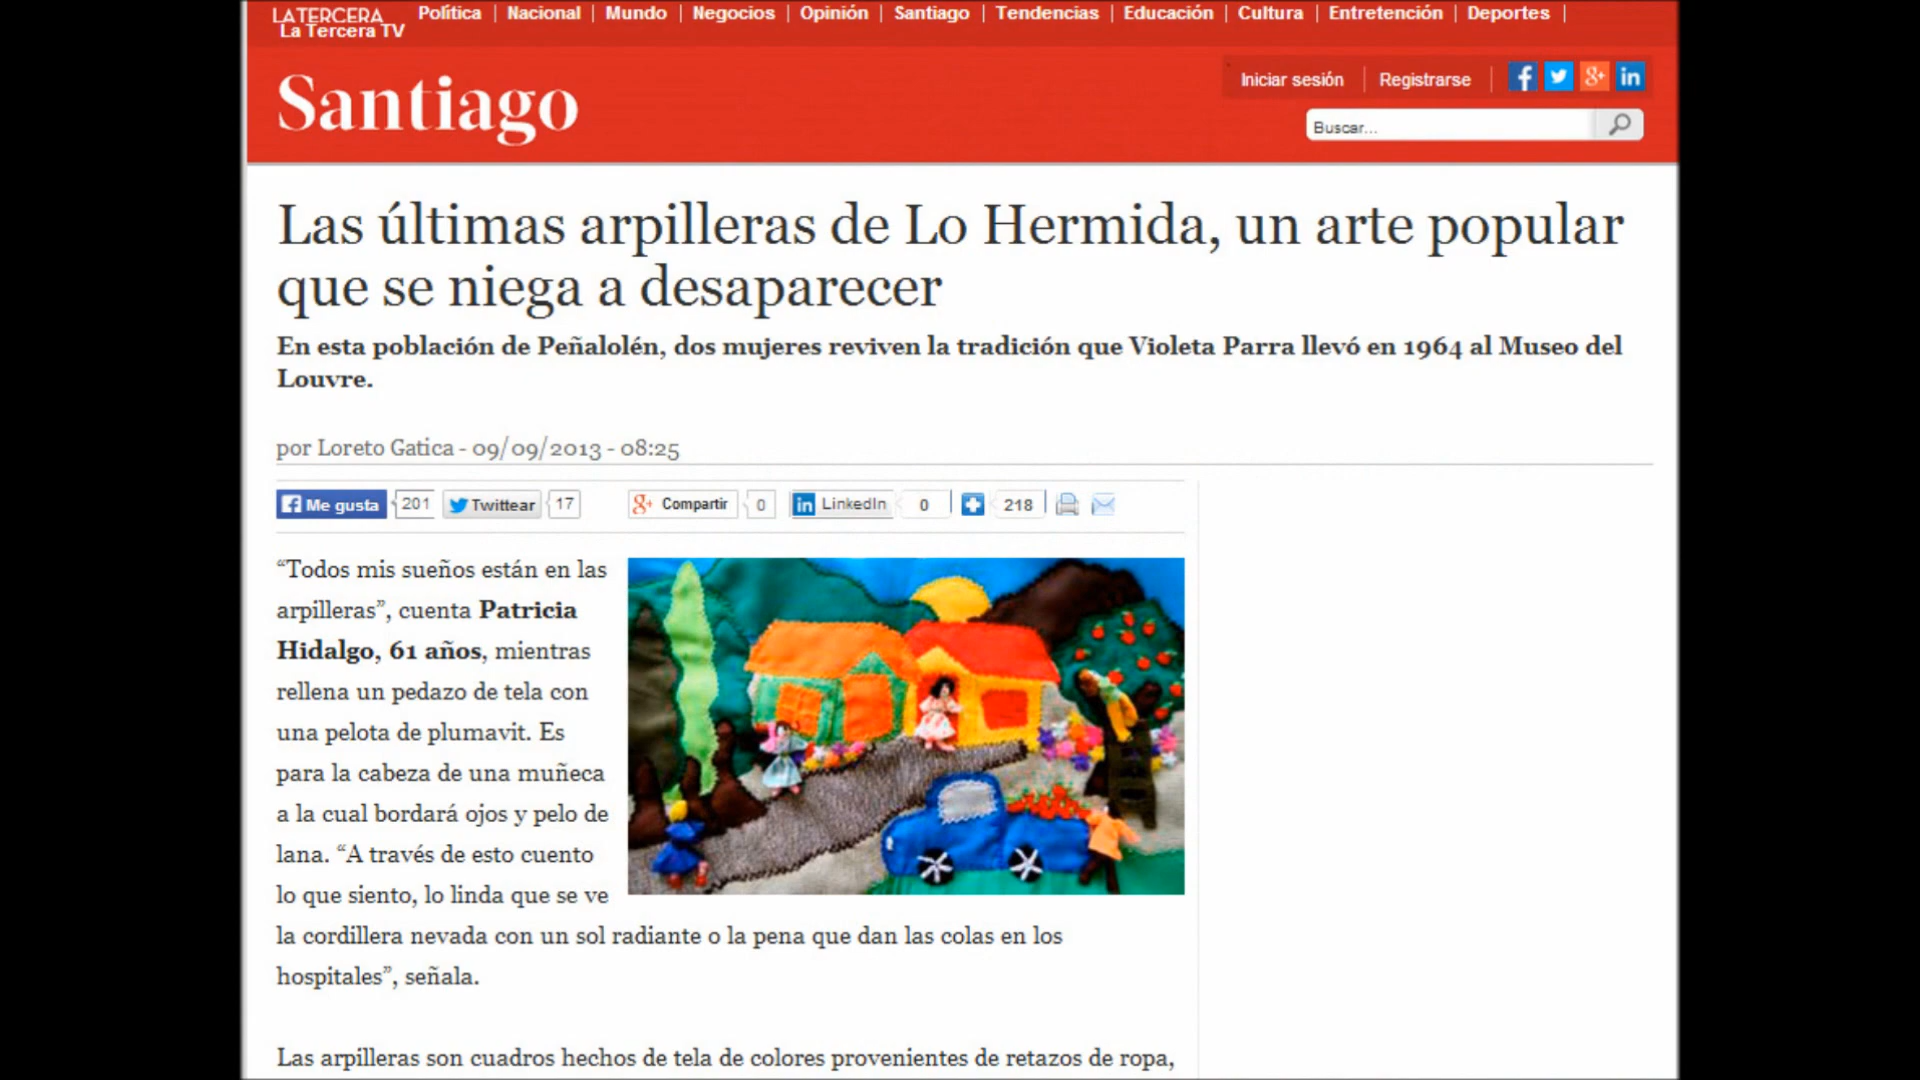 LATERCERA
La Tercera TV
Política | Nacional | Mundo | Negocios | Opinión | Santiago | Tendencias | Educación | Cultura | Entretención | Deportes |
Santiago
Iniciar sesión | Registrarse |
Buscar...
Las últimas arpilleras de Lo Hermida, un arte popular
que se niega a desaparecer
En esta población de Peñalolén, dos mujeres reviven la tradición que Violeta Parra llevó en 1964 al Museo del
Louvre.
por Loreto Gatica - 09/09/2013 - 08:25
Me gusta 201 Twittear 17 Compartir 0 LinkedIn 0 218
“Todos mis sueños están en las
arpilleras”, cuenta Patricia
Hidalgo, 61 años, mientras
rellena un pedazo de tela con
una pelota de plumavit. Es
para la cabeza de una muñeca
a la cual bordará ojos y pelo de
lana. “A través de esto cuento
lo que siento, lo linda que se ve
la cordillera nevada con un sol radiante o la pena que dan las colas en los
hospitales”, señala.
Las arpilleras son cuadros hechos de tela de colores provenientes de retazos de ropa,